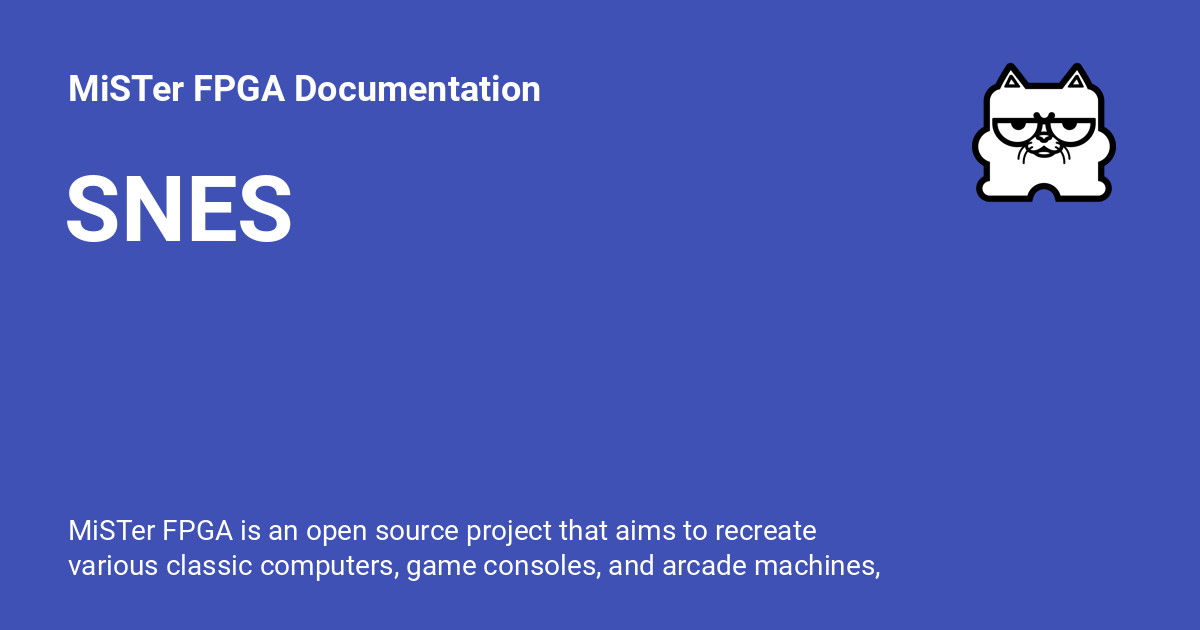 MiSTer FPGA Documentation
SNES
MiSTer FPGA is an open source project that aims to recreate
various classic computers, game consoles, and arcade machines,